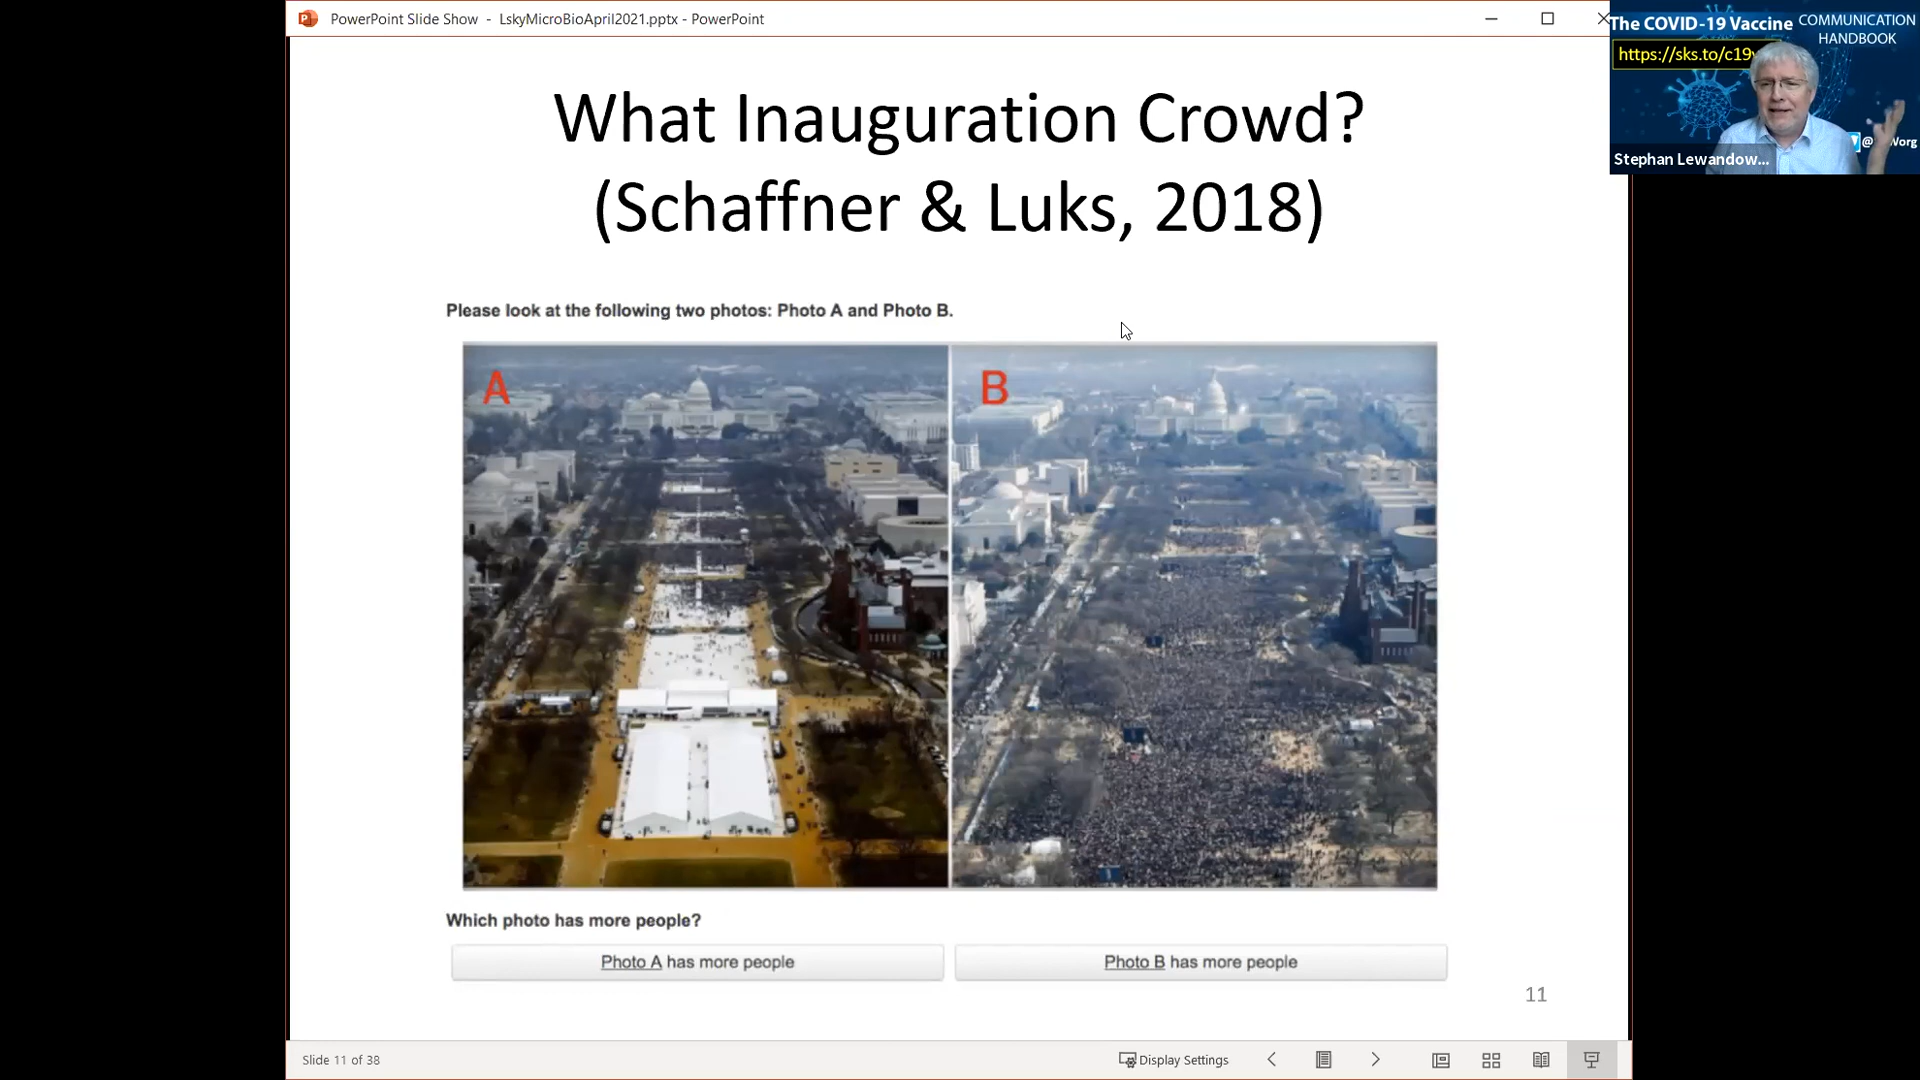 PowerPoint Slide Show - LskyMicroBioApril2021.pptx - PowerPoint
The COVID-19 Vaccine COMMUNICATION
HANDBOOK
https://sks.to/c19
Stephan Lewandow...
What Inauguration Crowd?
(Schaffner & Luks, 2018)
Please look at the following two photos: Photo A and Photo B.
A
B
Which photo has more people?
Photo A has more people
Photo B has more people
11
Slide 11 of 38
Display Settings